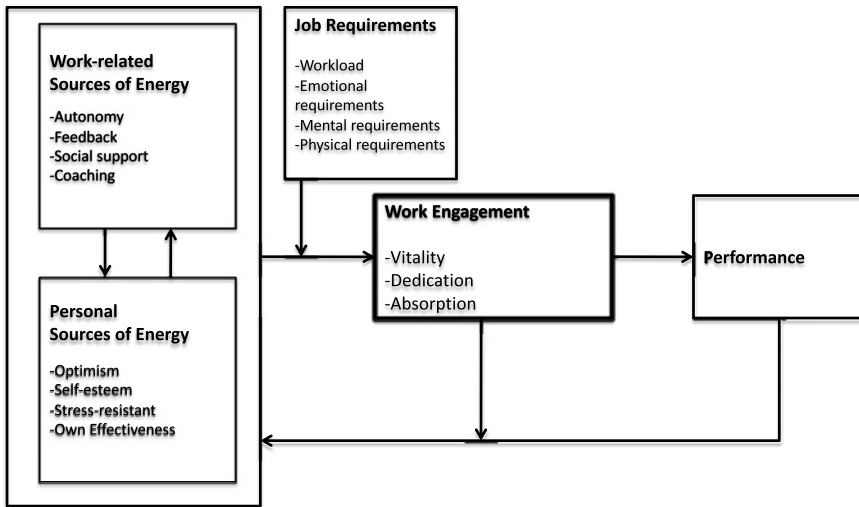 Work-related
Sources of Energy
-Autonomy
-Feedback
-Social support
-Coaching
Personal
Sources of Energy
-Optimism
-Self-esteem
-Stress-resistant
-Own Effectiveness
Job Requirements
-Workload
-Emotional
requirements
-Mental requirements
-Physical requirements
Work Engagement
-Vitality
-Dedication
-Absorption
Performance